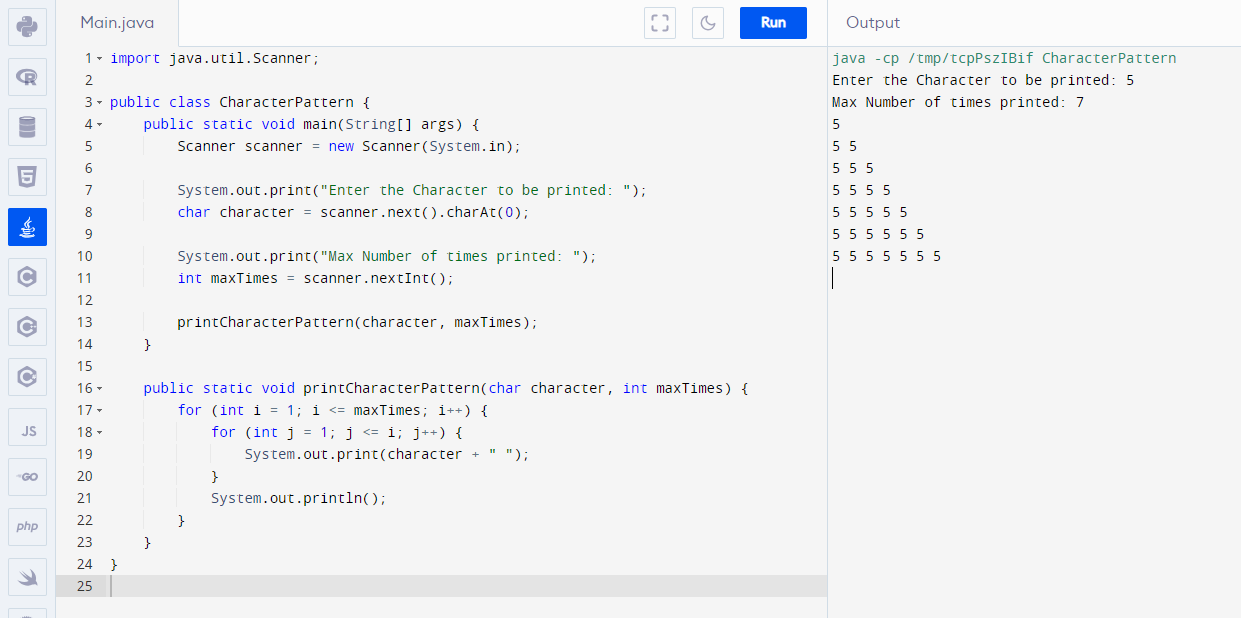 Main.java
Run
Output
1 import java.util.Scanner;
2
3 public class CharacterPattern {
4     public static void main(String[] args) {
5         Scanner scanner = new Scanner(System.in);
6
7         System.out.print("Enter the Character to be printed: ");
8         char character = scanner.next().charAt(0);
9
10         System.out.print("Max Number of times printed: ");
11         int maxTimes = scanner.nextInt();
12
13         printCharacterPattern(character, maxTimes);
14     }
15
16     public static void printCharacterPattern(char character, int maxTimes) {
17         for (int i = 1; i <= maxTimes; i++) {
18             for (int j = 1; j <= i; j++) {
19                 System.out.print(character + " ");
20             }
21             System.out.println();
22         }
23     }
24 }
25
java -cp /tmp/tcpPszIBif CharacterPattern
Enter the Character to be printed: 5
Max Number of times printed: 7
5
5 5
5 5 5
5 5 5 5
5 5 5 5 5
5 5 5 5 5 5
5 5 5 5 5 5 5
R
5
C
C
C
JS
GO
php